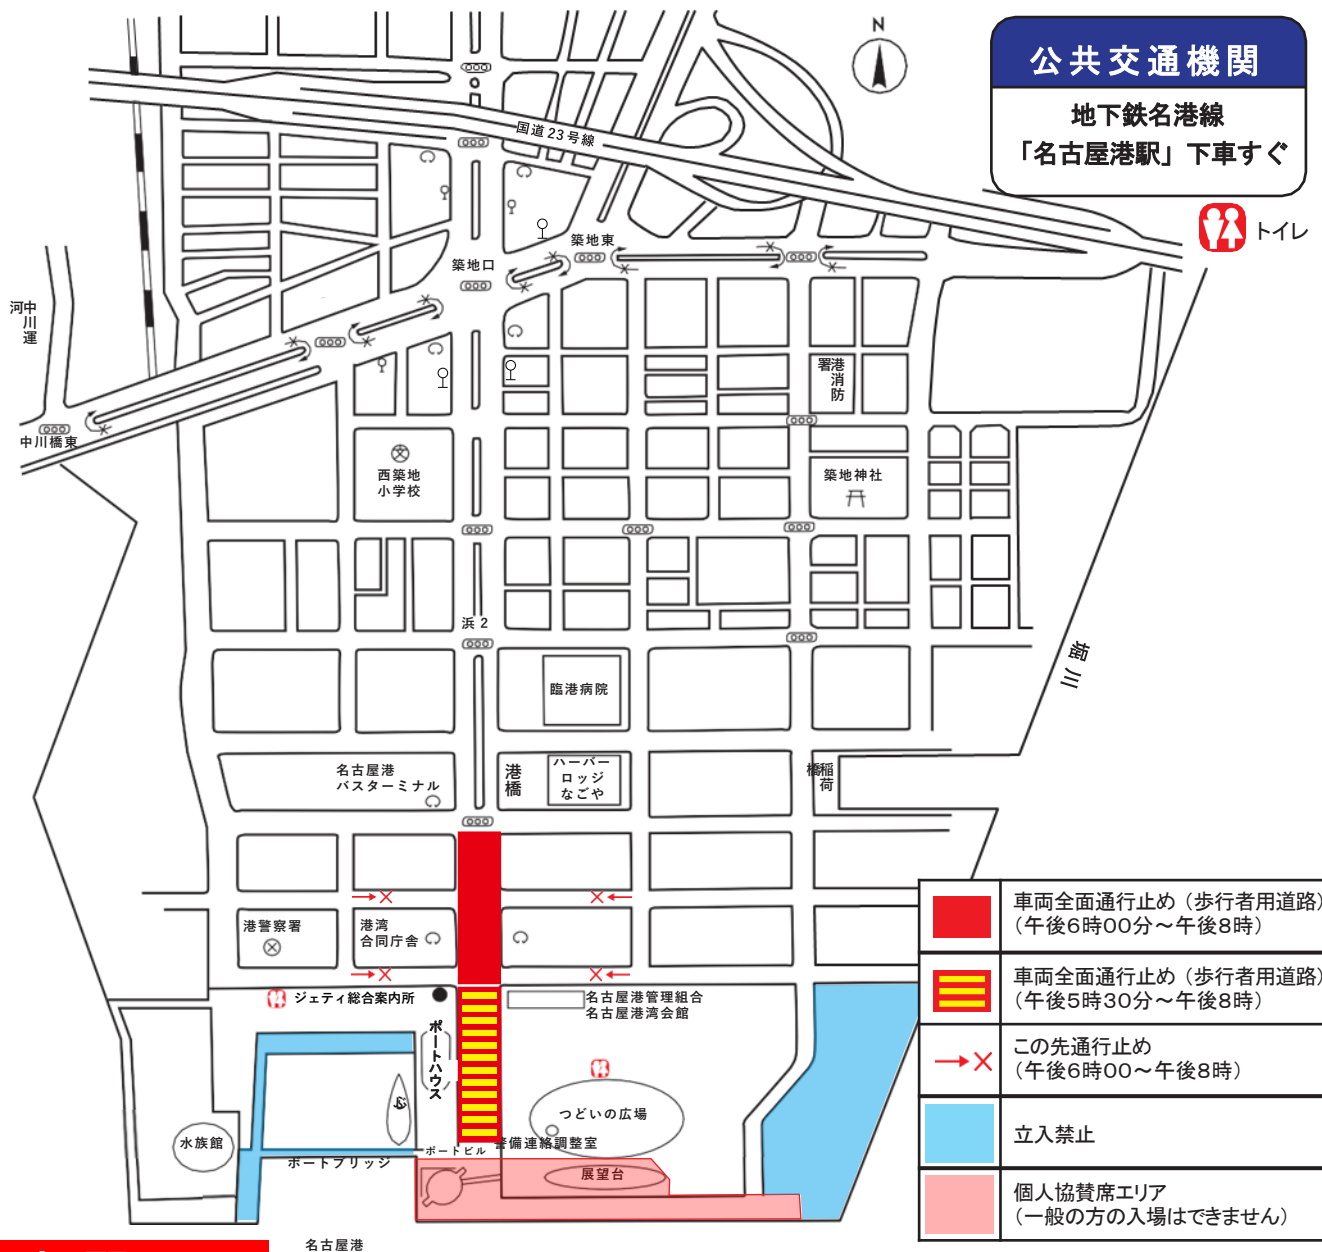 N
公共交通機関
地下鉄名港線
「名古屋港駅」下車すぐ
トイレ
国道23号線
築地東
築地口
中川運
河
中川橋東
港消防
署
西築地
小学校
築地神社
浜2
臨港病院
堀川
名古屋港
バスターミナル
港橋
ハーバー
ロッジ
なごや
稲荷
橋
港警察署
港湾
合同庁舎
ジェティ総合案内所
名古屋港管理組合
名古屋港湾会館
ポートハウス
つどいの広場
水族館
ポートブリッジ
ポートビル
警備連絡調整室
展望台
名古屋港
車両全面通行止め(歩行者用道路)
(午後6時00分~午後8時)
車両全面通行止め(歩行者用道路)
(午後5時30分~午後8時)
この先通行止め
(午後6時00~午後8時)
立入禁止
個人協賛席エリア
(一般の方の入場はできません)